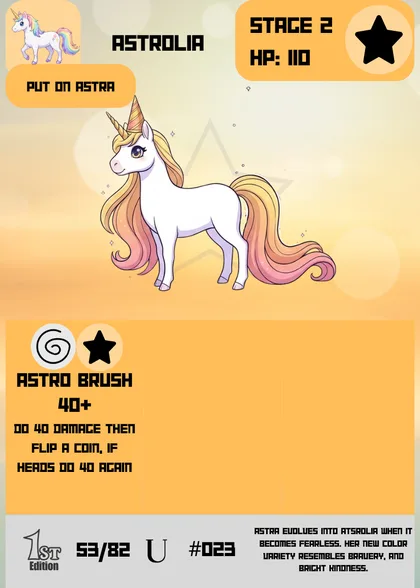 ASTROLIA
STAGE 2
HP: 110
PUT ON ASTRA
ASTRO BRUSH
40+
DO 40 DAMAGE THEN
FLIP A COIN, IF
HEADS DO 40 AGAIN
1ST
Edition
53/82
U
#023
ASTRA EVOLVES INTO ATSROLIA WHEN IT
BECOMES FEARLESS. HER NEW COLOR
VARIETY RESEMBLES BRAVERY, AND
BRIGHT KINDNESS.